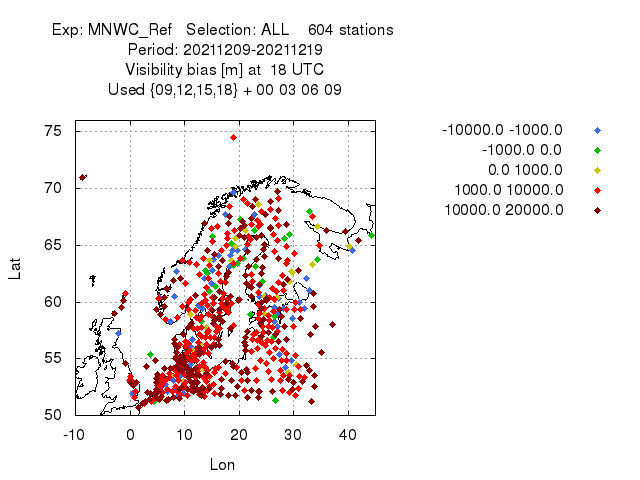 Exp: MNWC_Ref Selection: ALL 604 stations
Period: 20211209-20211219
Visibility bias [m] at 18 UTC
Used {09,12,15,18} + 00 03 06 09
-10000.0 -1000.0
-1000.0 0.0
0.0 1000.0
1000.0 10000.0
10000.0 20000.0
75
70
65
60
55
50
Lat
-10 0 10 20 30 40
Lon